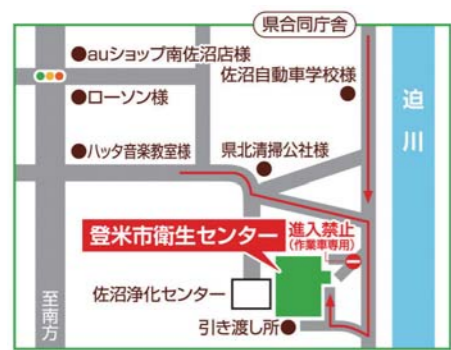 県合同庁舎
●auショップ南佐沼店様
佐沼自動車学校様
●
●ローソン様
迫川
●ハッタ音楽教室様
県北清掃公社様
●
登米市衛生センター
進入禁止
(作業車専用)
佐沼浄化センター
至南方
引き渡し所●